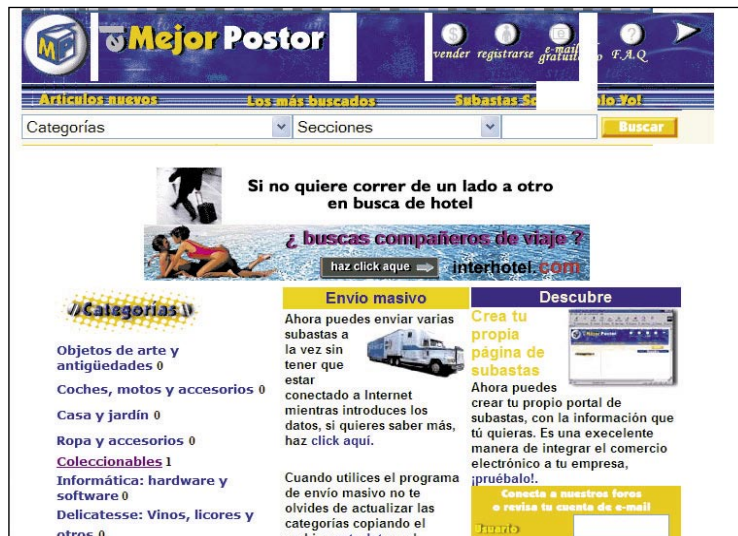 el Mejor Postor
vender registrarse e-mail gratuito F.A.Q
Artículos nuevos Los más buscados Subastas Solo Yo!
Categorías Secciones Buscar
Si no quiere correr de un lado a otro
en busca de hotel
¿ buscas compañeros de viaje ?
haz click aque interhotel.com
Categorías
Objetos de arte y
antigüedades 0
Coches, motos y accesorios 0
Casa y jardín 0
Ropa y accesorios 0
Coleccionables 1
Informática: hardware y
software 0
Delicatesse: Vinos, licores y
otros 0
Envío masivo
Ahora puedes enviar varias
subastas a
la vez sin
tener que
estar
conectado a Internet
mientras introduces los
datos, si quieres saber más,
haz click aquí.
Cuando utilices el programa
de envío masivo no te
olvides de actualizar las
categorías copiando el
Descubre
Crea tu
propia
página de
subastas
Ahora puedes
crear tu propio portal de
subastas, con la información que
tú quieras. Es una execelente
manera de integrar el comercio
electrónico a tu empresa,
¡pruébalo!.
Conecta a nuestros foros
o revisa tu cuenta de e-mail
Usuario